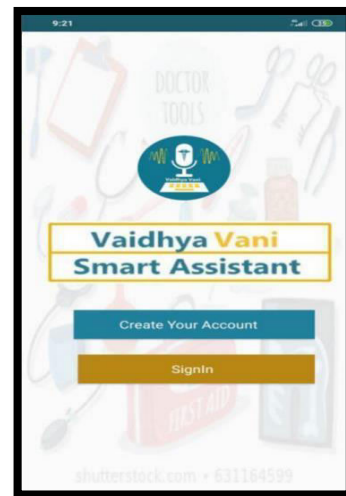 9:21
DOCTOR
TOOLS
Vaidhya Vani
Vaidhya Vani
Smart Assistant
Create Your Account
SignIn
FIRST AID
shutterstock.com • 631164599